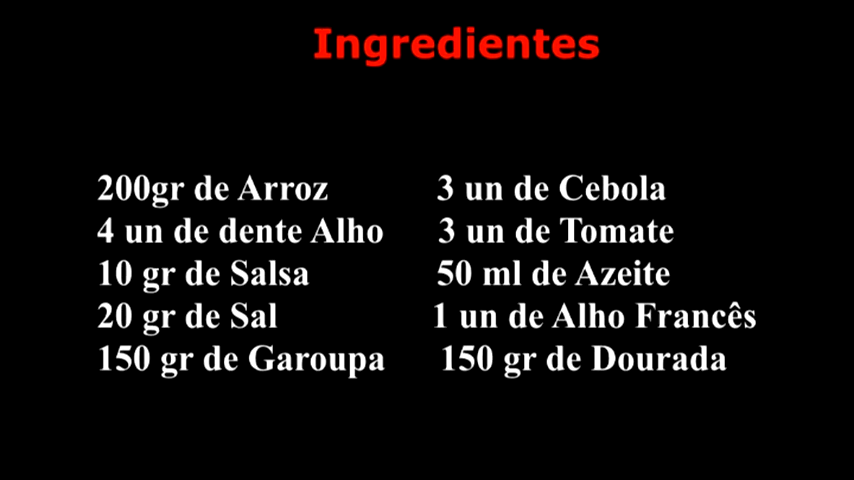 Ingredientes
200gr de Arroz
4 un de dente Alho
10 gr de Salsa
20 gr de Sal
150 gr de Garoupa
3 un de Cebola
3 un de Tomate
50 ml de Azeite
1 un de Alho Francês
150 gr de Dourada